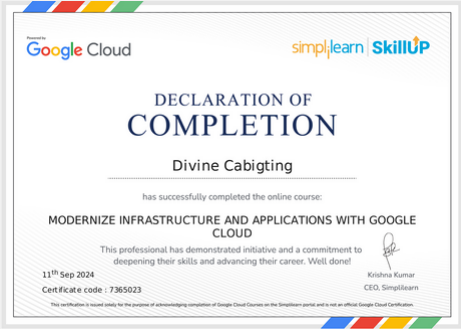 Powered by
Google Cloud
simplilearn | SkillUP
DECLARATION OF
COMPLETION
Divine Cabigting
has successfully completed the online course:
MODERNIZE INFRASTRUCTURE AND APPLICATIONS WITH GOOGLE
CLOUD
This professional has demonstrated initiative and a commitment to
deepening their skills and advancing their career. Well done!
11th Sep 2024
Krishna Kumar
Certificate code : 7365023
CEO, Simplilearn
This certification is issued solely for the purpose of acknowledging completion of Google Cloud Courses on the Simplilearn portal and is not an official Google Cloud Certification.